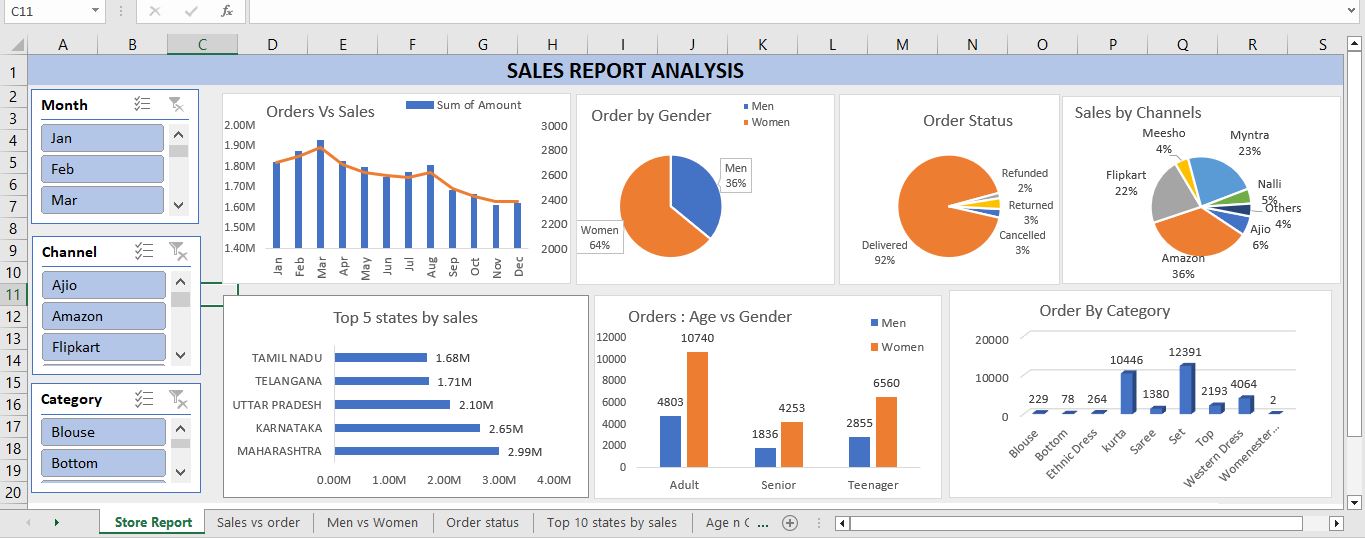 C11
fx
A B C D E F G H I J K L M N O P Q R S
1
2
3
4
5
6
7
8
9
10
11
12
13
14
15
16
17
18
19
20
SALES REPORT ANALYSIS
Month
Jan
Feb
Mar
Channel
Ajio
Amazon
Flipkart
Category
Blouse
Bottom
Orders Vs Sales
Sum of Amount
2.00M
1.90M
1.80M
1.70M
1.60M
1.50M
1.40M
3000
2800
2600
2400
2200
2000
Jan Feb Mar Apr May Jun Jul Aug Sep Oct Nov Dec
Order by Gender
Men
Women
Men
36%
Women
64%
Order Status
Refunded
2%
Returned
3%
Cancelled
3%
Delivered
92%
Sales by Channels
Meesho
4%
Myntra
23%
Flipkart
22%
Nalli
5%
Others
4%
Ajio
6%
Amazon
36%
Top 5 states by sales
TAMIL NADU 1.68M
TELANGANA 1.71M
UTTAR PRADESH 2.10M
KARNATAKA 2.65M
MAHARASHTRA 2.99M
0.00M 1.00M 2.00M 3.00M 4.00M
Orders : Age vs Gender
Men
Women
12000
10000
8000
6000
4000
2000
0
4803 10740
1836 4253
2855 6560
Adult Senior Teenager
Order By Category
20000
10000
0
229 78 264 10446 1380 12391 2193 4064 2
Blouse Bottom Ethnic Dress kurta Saree Set Top Western Dress Womenester...
Store Report Sales vs order Men vs Women Order status Top 10 states by sales Age n ...